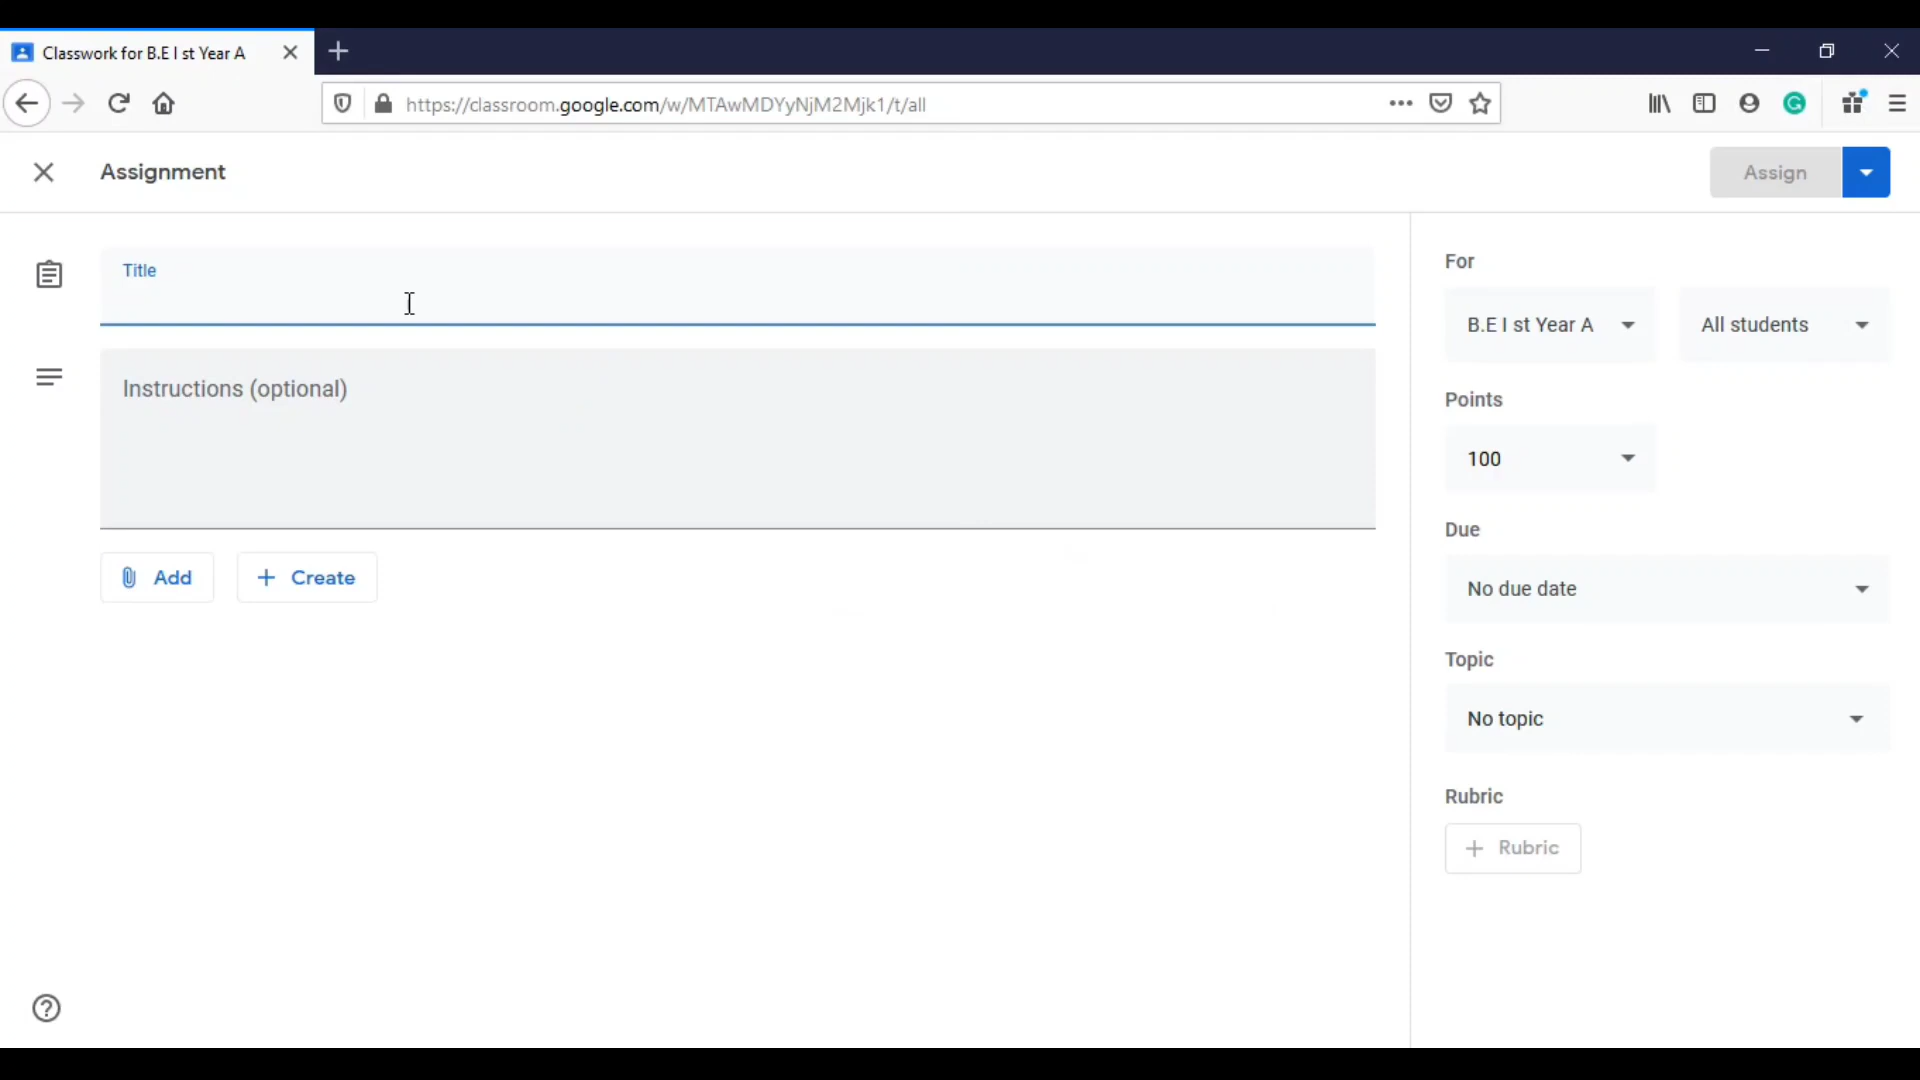 Classwork for B.E I st Year A
https://classroom.google.com/w/MTAwMDYyNjM2Mjk1/t/all
Assignment
Assign
Title
Instructions (optional)
Add
Create
For
B.E I st Year A
All students
Points
100
Due
No due date
Topic
No topic
Rubric
Rubric